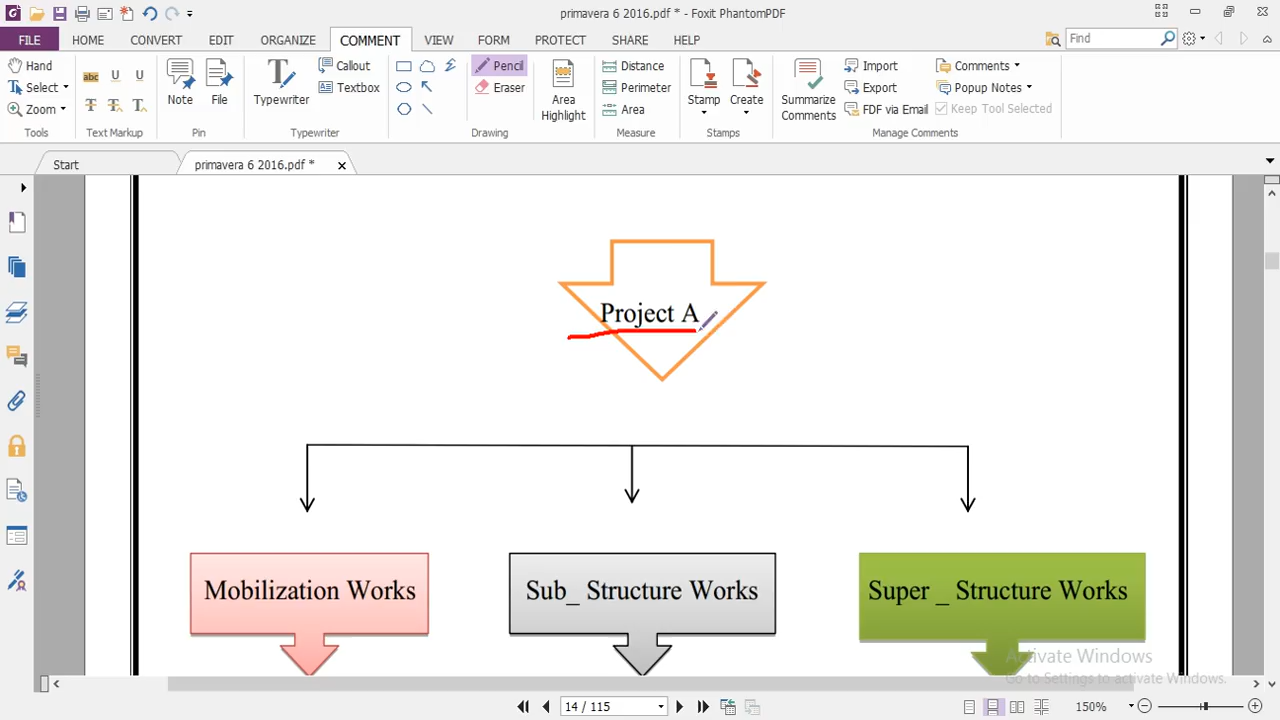 primavera 6 2016.pdf * - Foxit PhantomPDF
FILE HOME CONVERT EDIT ORGANIZE COMMENT VIEW FORM PROTECT SHARE HELP Find
Hand
Select
Zoom
Tools
abc U U
T T T
Text Markup
Note
File
Pin
Typewriter
Callout
Textbox
Typewriter
Pencil
Eraser
Drawing
Area
Highlight
Distance
Perimeter
Area
Measure
Stamp
Create
Stamps
Summarize
Comments
Import
Export
FDF via Email
Comments
Popup Notes
Keep Tool Selected
Manage Comments
Start
primavera 6 2016.pdf *
Project A
Mobilization Works
Sub_ Structure Works
Super _ Structure Works
Activate Windows
Go to Settings to activate Windows.
14 / 115
150%